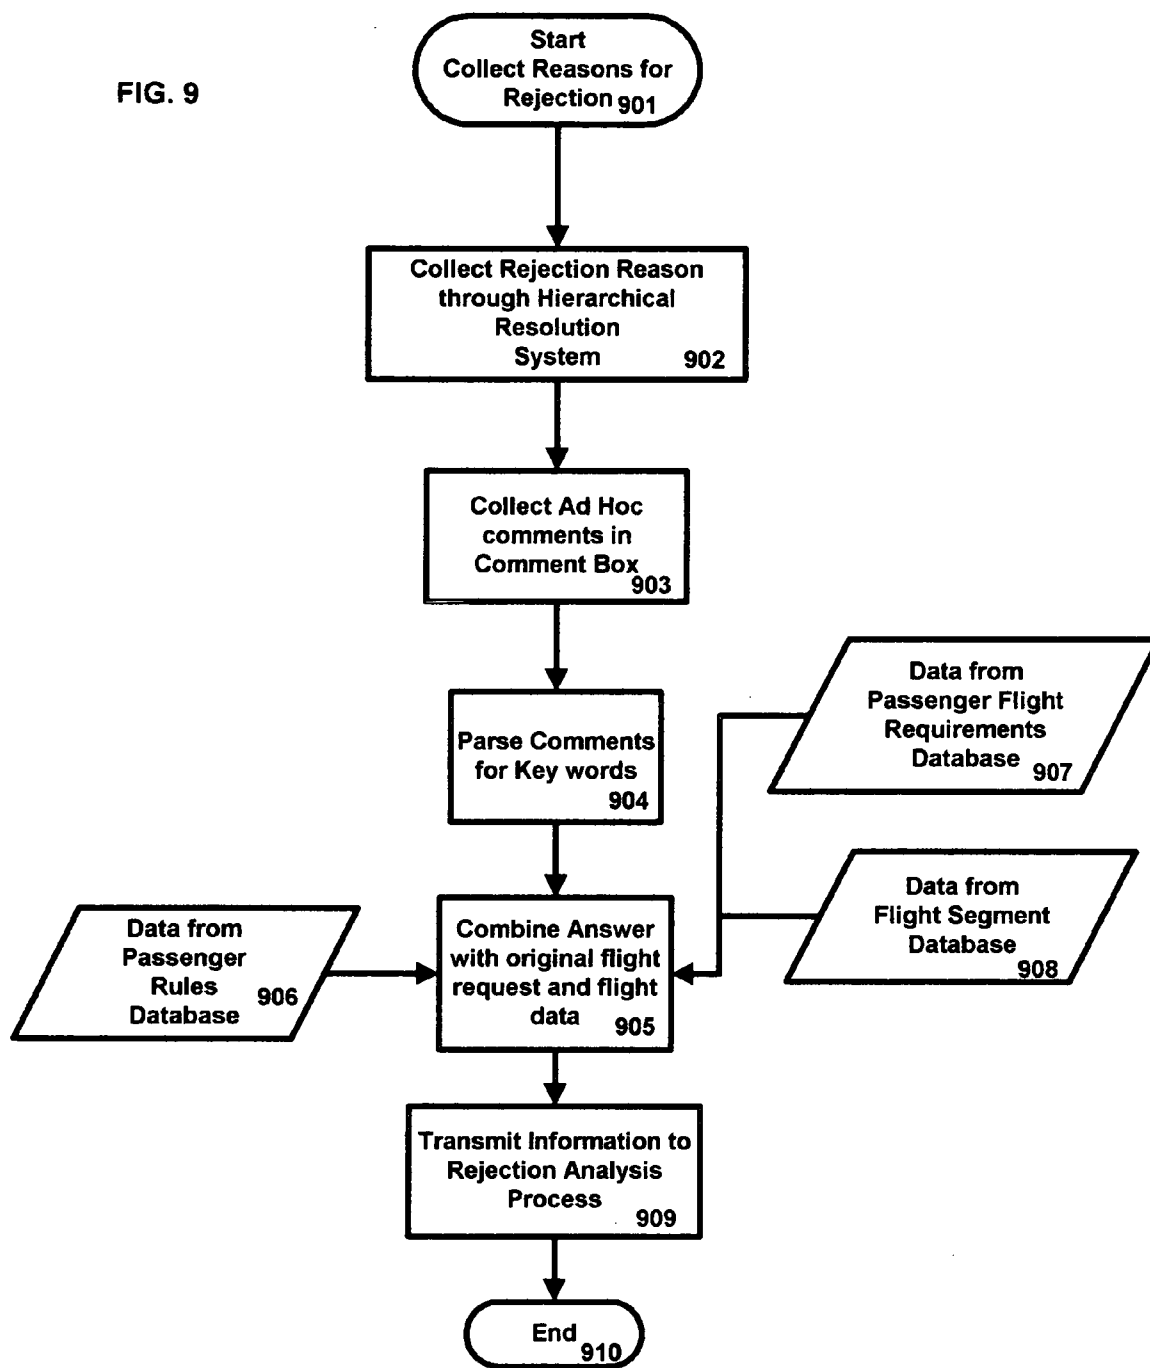 FIG. 9
Start
Collect Reasons for
Rejection 901
Collect Rejection Reason
through Hierarchical
Resolution
System 902
Collect Ad Hoc
comments in
Comment Box
903
Parse Comments
for Key words
904
Data from
Passenger Flight
Requirements
Database 907
Data from
Flight Segment
Database
908
Data from
Passenger
Rules 906
Database
Combine Answer
with original flight
request and flight
data 905
Transmit Information to
Rejection Analysis
Process
909
End
910